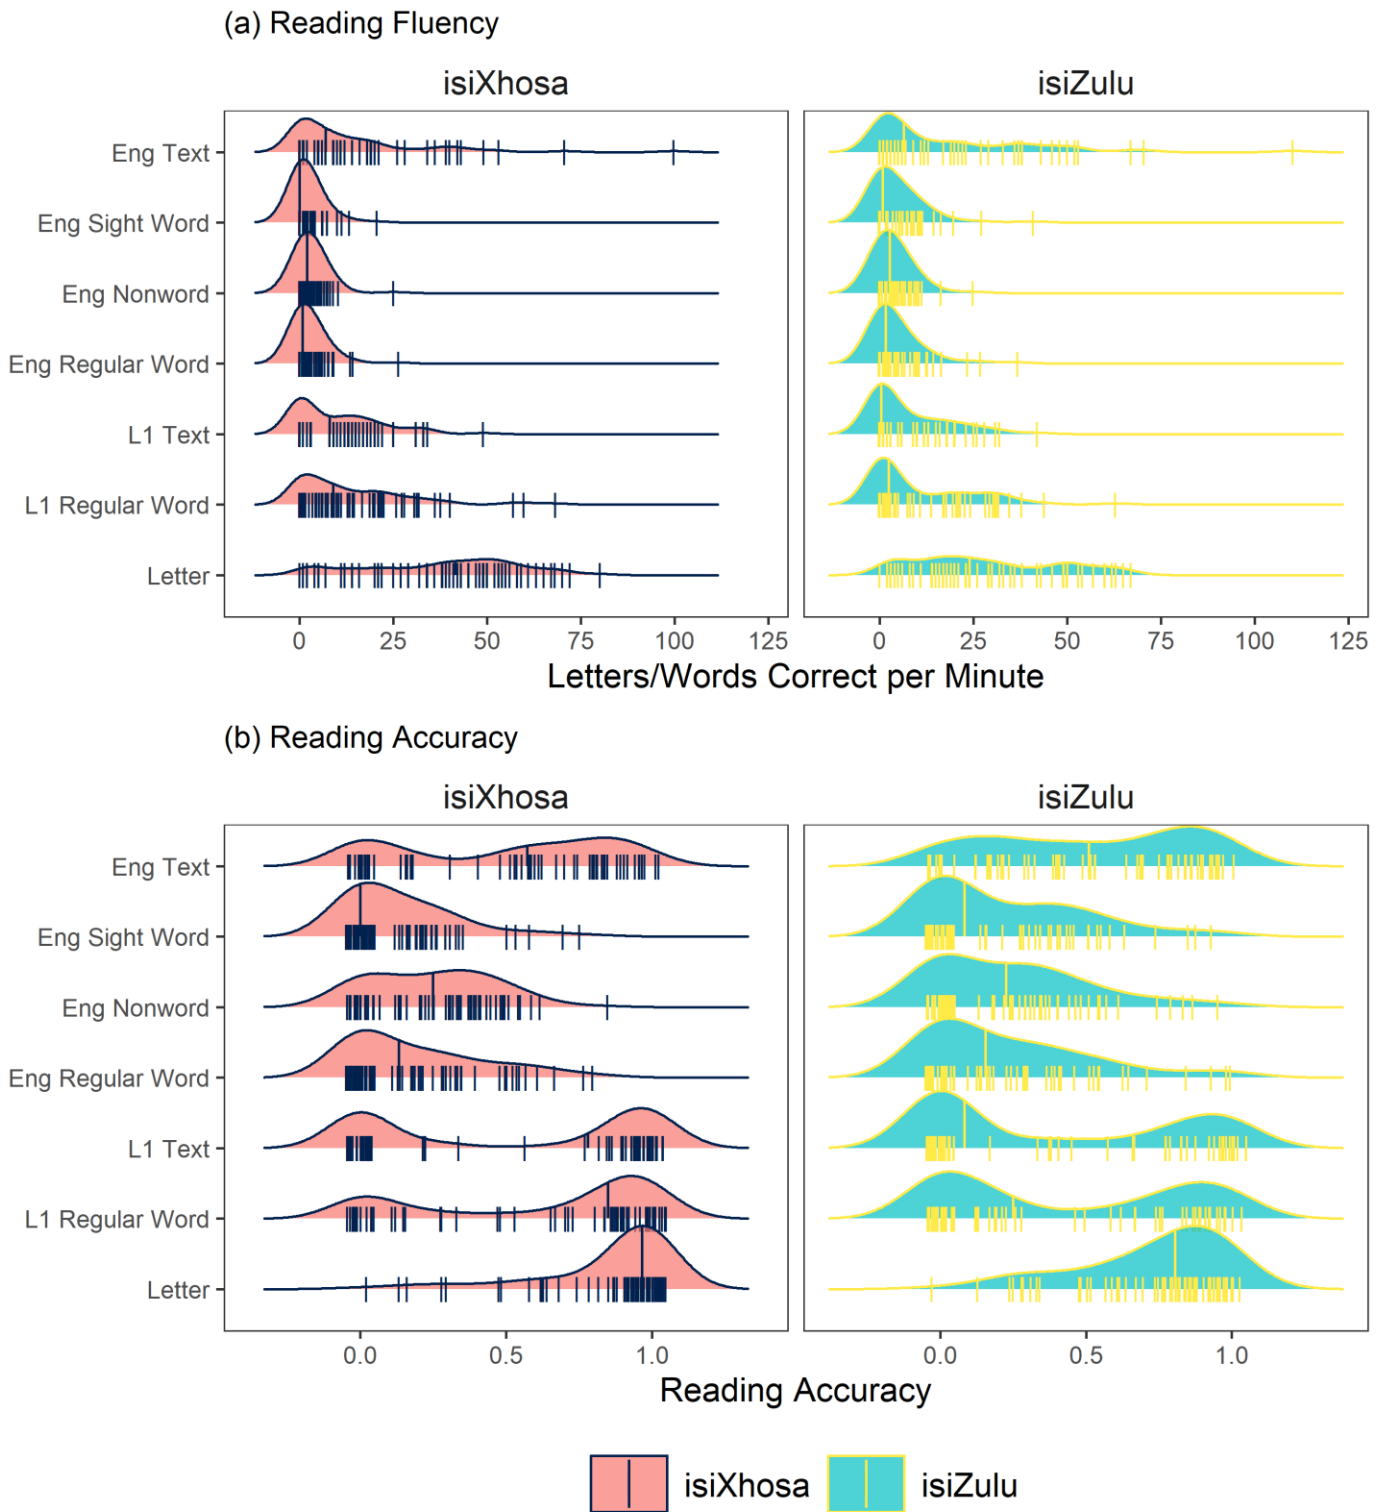 (a) Reading Fluency
isiXhosa
isiZulu
Eng Text
Eng Sight Word
Eng Nonword
Eng Regular Word
L1 Text
L1 Regular Word
Letter
0 25 50 75 100 125
0 25 50 75 100 125
Letters/Words Correct per Minute
(b) Reading Accuracy
isiXhosa
isiZulu
Eng Text
Eng Sight Word
Eng Nonword
Eng Regular Word
L1 Text
L1 Regular Word
Letter
0.0 0.5 1.0
0.0 0.5 1.0
Reading Accuracy
isiXhosa
isiZulu